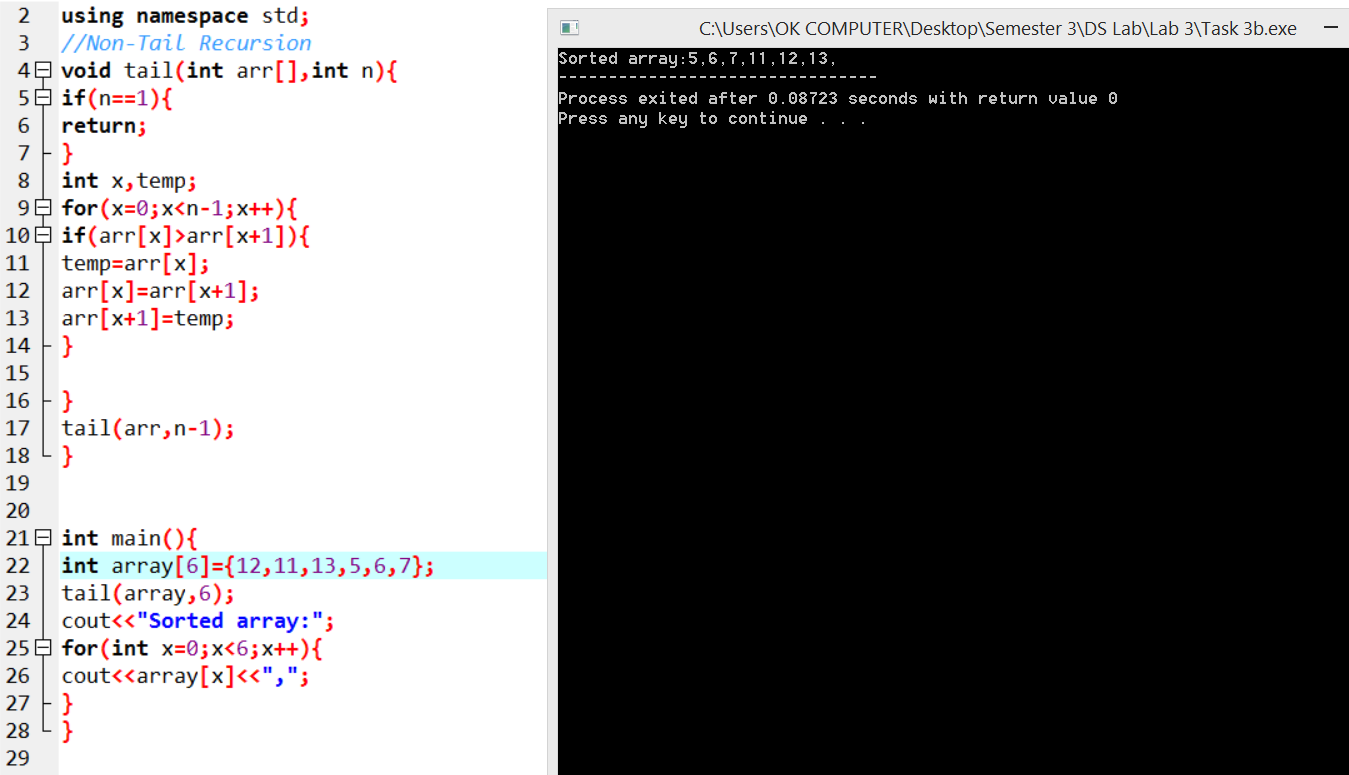 2 using namespace std;
3 //Non-Tail Recursion
4 void tail(int arr[],int n){
5 if(n==1){
6 return;
7 }
8 int x,temp;
9 for(x=0;x<n-1;x++){
10 if(arr[x]>arr[x+1]){
11 temp=arr[x];
12 arr[x]=arr[x+1];
13 arr[x+1]=temp;
14 }
15
16 }
17 tail(arr,n-1);
18 }
19
20
21 int main(){
22 int array[6]={12,11,13,5,6,7};
23 tail(array,6);
24 cout<<"Sorted array:";
25 for(int x=0;x<6;x++){
26 cout<<array[x]<<",";
27 }
28 }
29
C:\Users\OK COMPUTER\Desktop\Semester 3\DS Lab\Lab 3\Task 3b.exe
Sorted array:5,6,7,11,12,13,
--------------------------------
Process exited after 0.08723 seconds with return value 0
Press any key to continue . . .